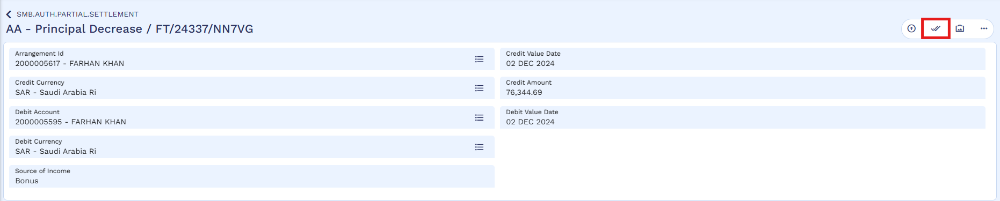 SMB.AUTH.PARTIAL.SETTLEMENT
AA - Principal Decrease / FT/24337/NN7VG
Arrangement Id
2000005617 - FARHAN KHAN
Credit Value Date
02 DEC 2024
Credit Currency
SAR - Saudi Arabia Ri
Credit Amount
76,344.69
Debit Account
2000005595 - FARHAN KHAN
Debit Value Date
02 DEC 2024
Debit Currency
SAR - Saudi Arabia Ri
Source of Income
Bonus